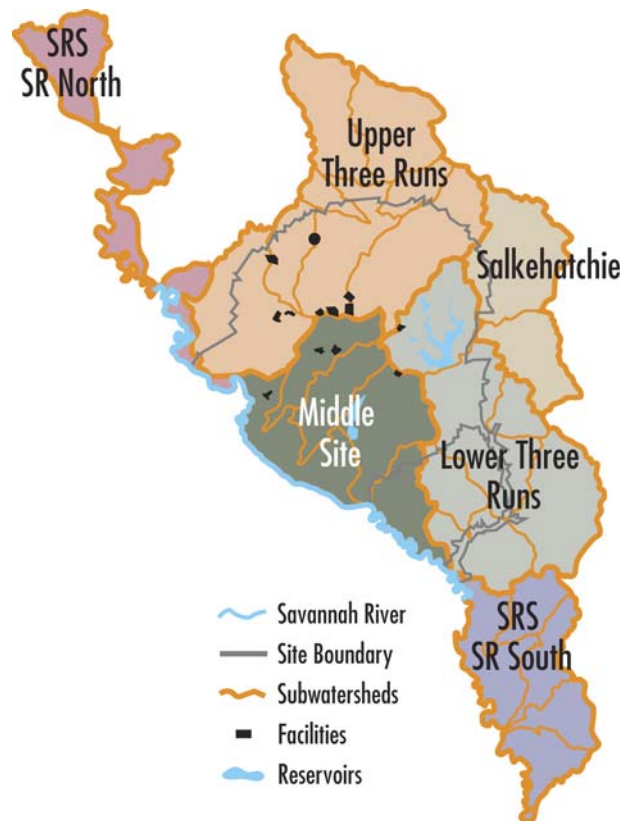 SRS
SR North
Upper
Three Runs
Salkehatchie
Middle
Site
Lower Three
Runs
SRS
SR South
Savannah River
Site Boundary
Subwatersheds
Facilities
Reservoirs